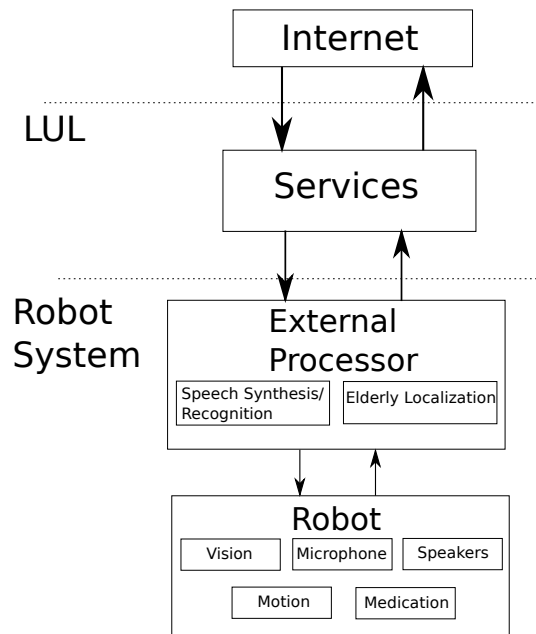 Internet
LUL
Services
Robot
System
External
Processor
Speech Synthesis/
Recognition
Elderly Localization
Robot
Vision
Microphone
Speakers
Motion
Medication